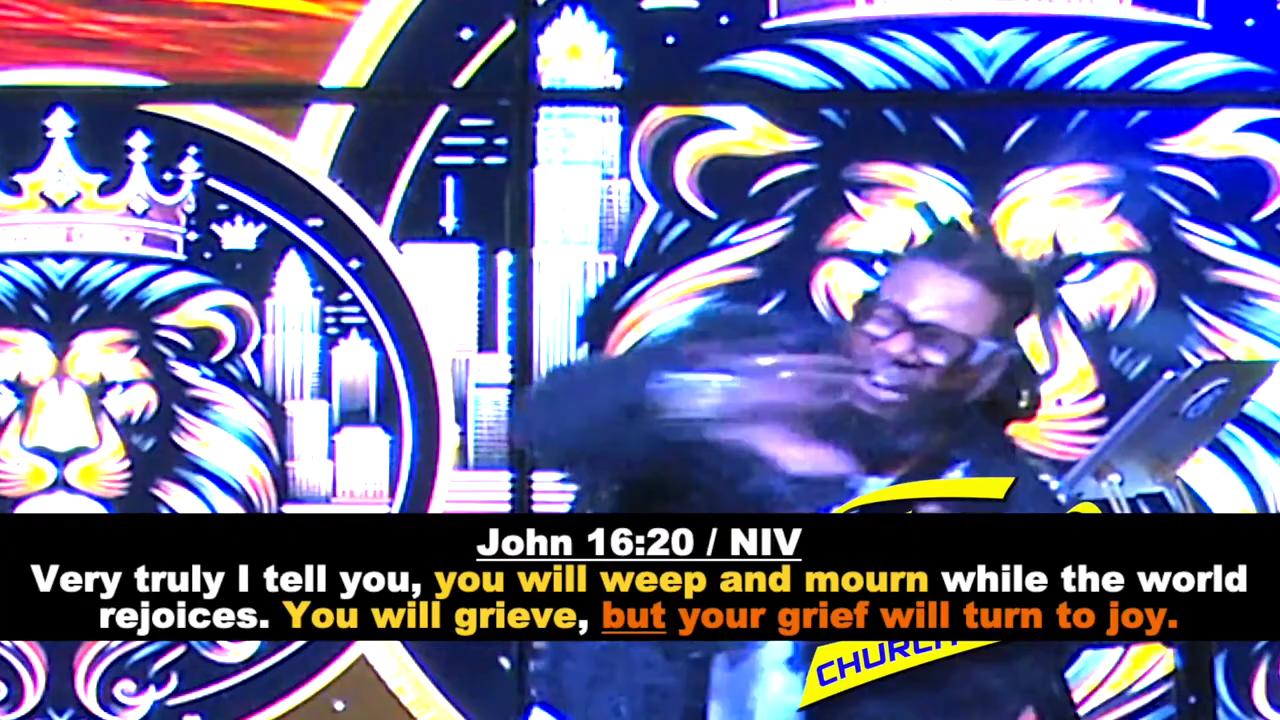 John 16:20 / NIV
Very truly I tell you, you will weep and mourn while the world
rejoices. You will grieve, but your grief will turn to joy.
CHURCH